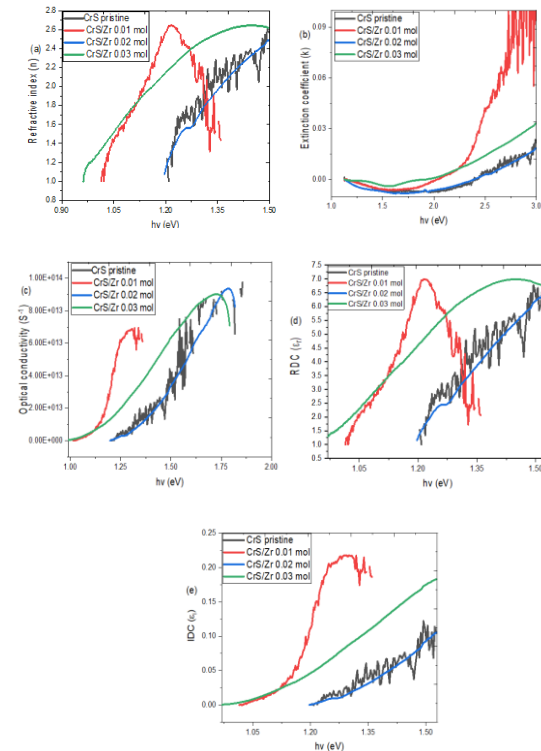 (a)
CrS pristine
CrS/Zr 0.01 mol
CrS/Zr 0.02 mol
CrS/Zr 0.03 mol
Refractive index (n)
2.8
2.6
2.4
2.2
2.0
1.8
1.6
1.4
1.2
1.0
0.8
0.90 1.05 1.20 1.35 1.50
hv (eV)
(b)
CrS pristine
CrS/Zr 0.01 mol
CrS/Zr 0.02 mol
CrS/Zr 0.03 mol
Extinction coefficient (k)
0.09
0.06
0.03
0.00
1.0 1.5 2.0 2.5 3.0
hv (eV)
(c)
CrS pristine
CrS/Zr 0.01 mol
CrS/Zr 0.02 mol
CrS/Zr 0.03 mol
Optical conductivity (S⁻¹)
1.00E+014
8.00E+013
6.00E+013
4.00E+013
2.00E+013
0.00E+000
1.00 1.25 1.50 1.75 2.00
hv (eV)
(d)
CrS pristine
CrS/Zr 0.01 mol
CrS/Zr 0.02 mol
CrS/Zr 0.03 mol
RDC (εr)
7.5
7.0
6.5
6.0
5.5
5.0
4.5
4.0
3.5
3.0
2.5
2.0
1.5
1.0
0.5
1.05 1.20 1.35 1.50
hv (eV)
(e)
CrS pristine
CrS/Zr 0.01 mol
CrS/Zr 0.02 mol
CrS/Zr 0.03 mol
IDC (εi)
0.25
0.20
0.15
0.10
0.05
0.00
1.05 1.20 1.35 1.50
hv (eV)